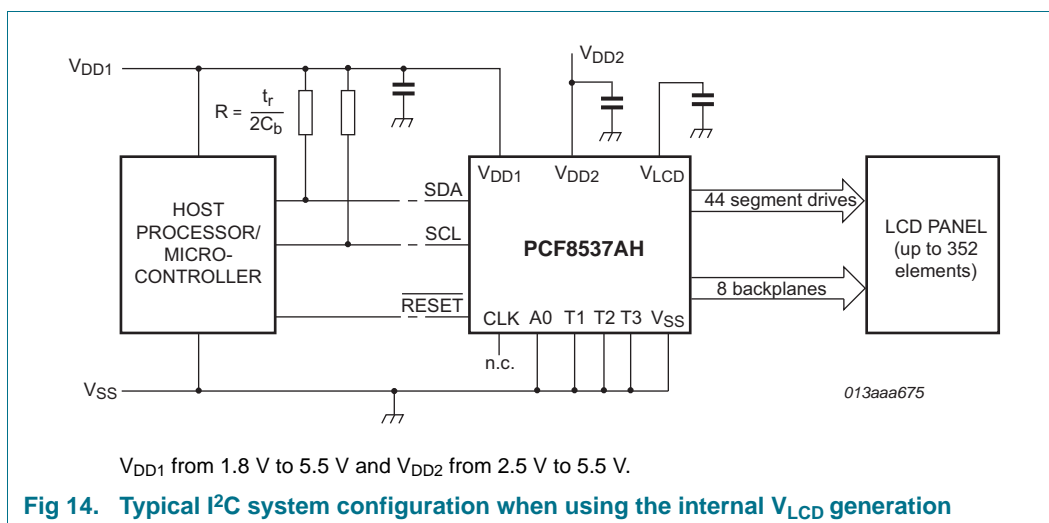 VDD1
VDD2
R = tr
2Cb
HOST
PROCESSOR/
MICRO-
CONTROLLER
SDA
SCL
RESET
VDD1 VDD2 VLCD
PCF8537AH
CLK A0 T1 T2 T3 VSS
n.c.
44 segment drives
8 backplanes
LCD PANEL
(up to 352
elements)
VSS
013aaa675
VDD1 from 1.8 V to 5.5 V and VDD2 from 2.5 V to 5.5 V.
Fig 14. Typical I²C system configuration when using the internal VLCD generation